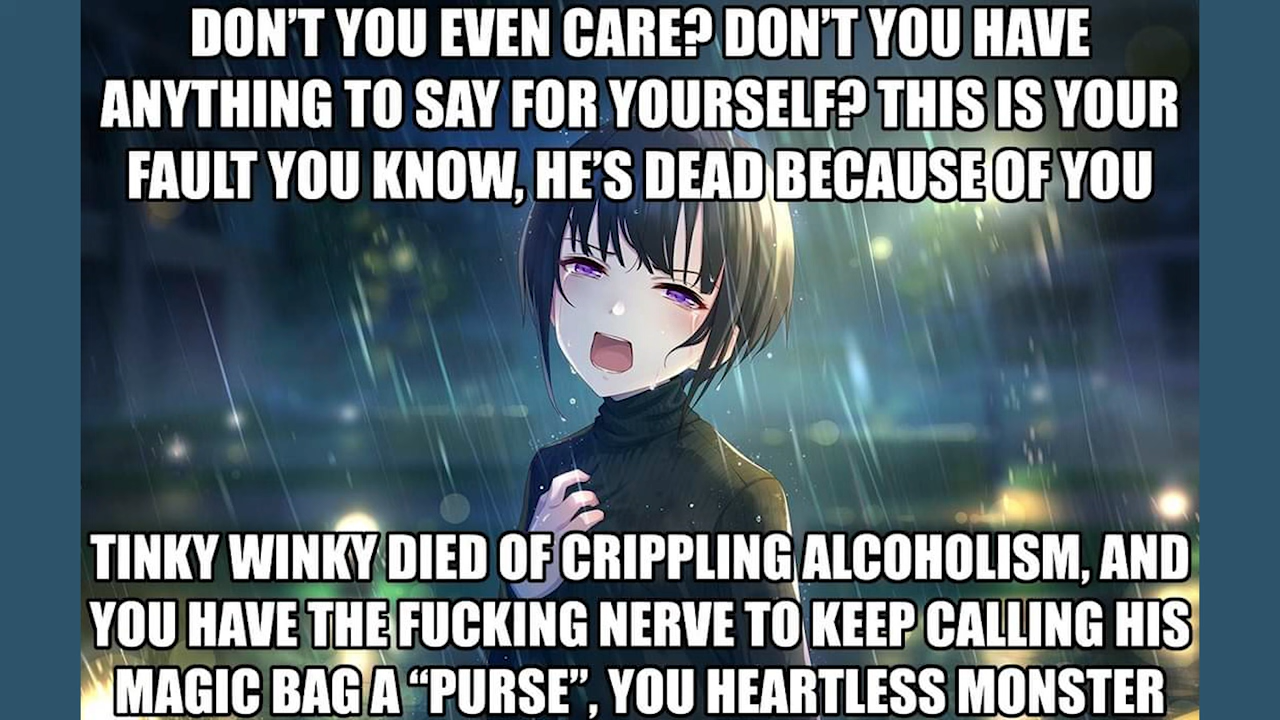 DON'T YOU EVEN CARE? DON'T YOU HAVE
ANYTHING TO SAY FOR YOURSELF? THIS IS YOUR
FAULT YOU KNOW, HE'S DEAD BECAUSE OF YOU
TINKY WINKY DIED OF CRIPPLING ALCOHOLISM, AND
YOU HAVE THE FUCKING NERVE TO KEEP CALLING HIS
MAGIC BAG A “PURSE”, YOU HEARTLESS MONSTER